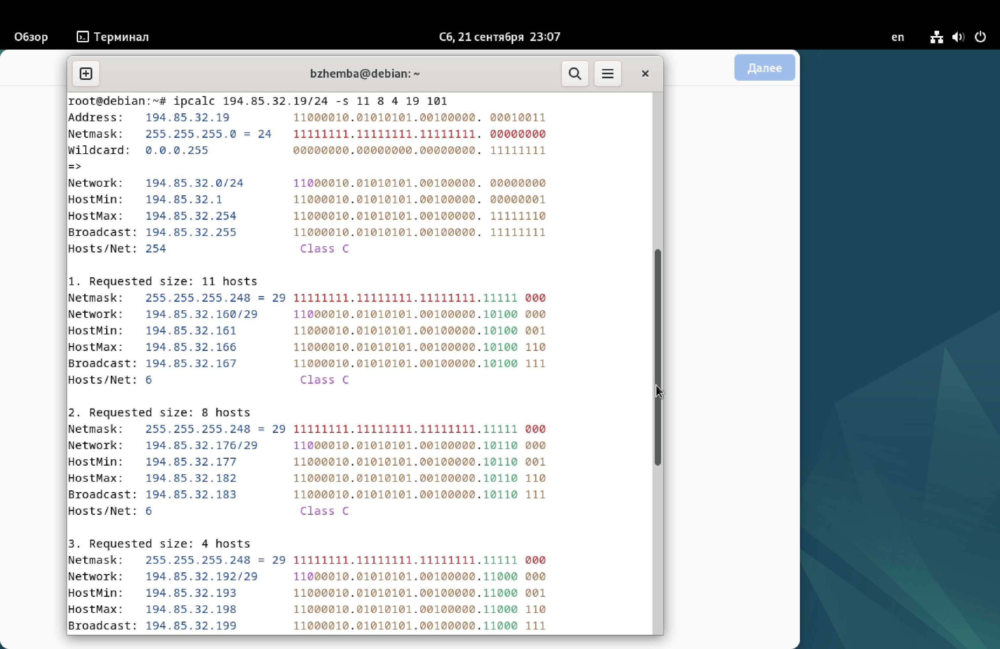 Обзор
Терминал
Сб, 21 сентября 23:07
en
Далее
bzhemba@debian: ~
root@debian:~# ipcalc 194.85.32.19/24 -s 11 8 4 19 101
Address: 194.85.32.19 11000010.01010101.00100000. 00010011
Netmask: 255.255.255.0 = 24 11111111.11111111.11111111. 00000000
Wildcard: 0.0.0.255 00000000.00000000.00000000. 11111111
=>
Network: 194.85.32.0/24 11000010.01010101.00100000. 00000000
HostMin: 194.85.32.1 11000010.01010101.00100000. 00000001
HostMax: 194.85.32.254 11000010.01010101.00100000. 11111110
Broadcast: 194.85.32.255 11000010.01010101.00100000. 11111111
Hosts/Net: 254 Class C
1. Requested size: 11 hosts
Netmask: 255.255.255.248 = 29 11111111.11111111.11111111.11111 000
Network: 194.85.32.160/29 11000010.01010101.00100000.10100 000
HostMin: 194.85.32.161 11000010.01010101.00100000.10100 001
HostMax: 194.85.32.166 11000010.01010101.00100000.10100 110
Broadcast: 194.85.32.167 11000010.01010101.00100000.10100 111
Hosts/Net: 6 Class C
2. Requested size: 8 hosts
Netmask: 255.255.255.248 = 29 11111111.11111111.11111111.11111 000
Network: 194.85.32.176/29 11000010.01010101.00100000.10110 000
HostMin: 194.85.32.177 11000010.01010101.00100000.10110 001
HostMax: 194.85.32.182 11000010.01010101.00100000.10110 110
Broadcast: 194.85.32.183 11000010.01010101.00100000.10110 111
Hosts/Net: 6 Class C
3. Requested size: 4 hosts
Netmask: 255.255.255.248 = 29 11111111.11111111.11111111.11111 000
Network: 194.85.32.192/29 11000010.01010101.00100000.11000 000
HostMin: 194.85.32.193 11000010.01010101.00100000.11000 001
HostMax: 194.85.32.198 11000010.01010101.00100000.11000 110
Broadcast: 194.85.32.199 11000010.01010101.00100000.11000 111